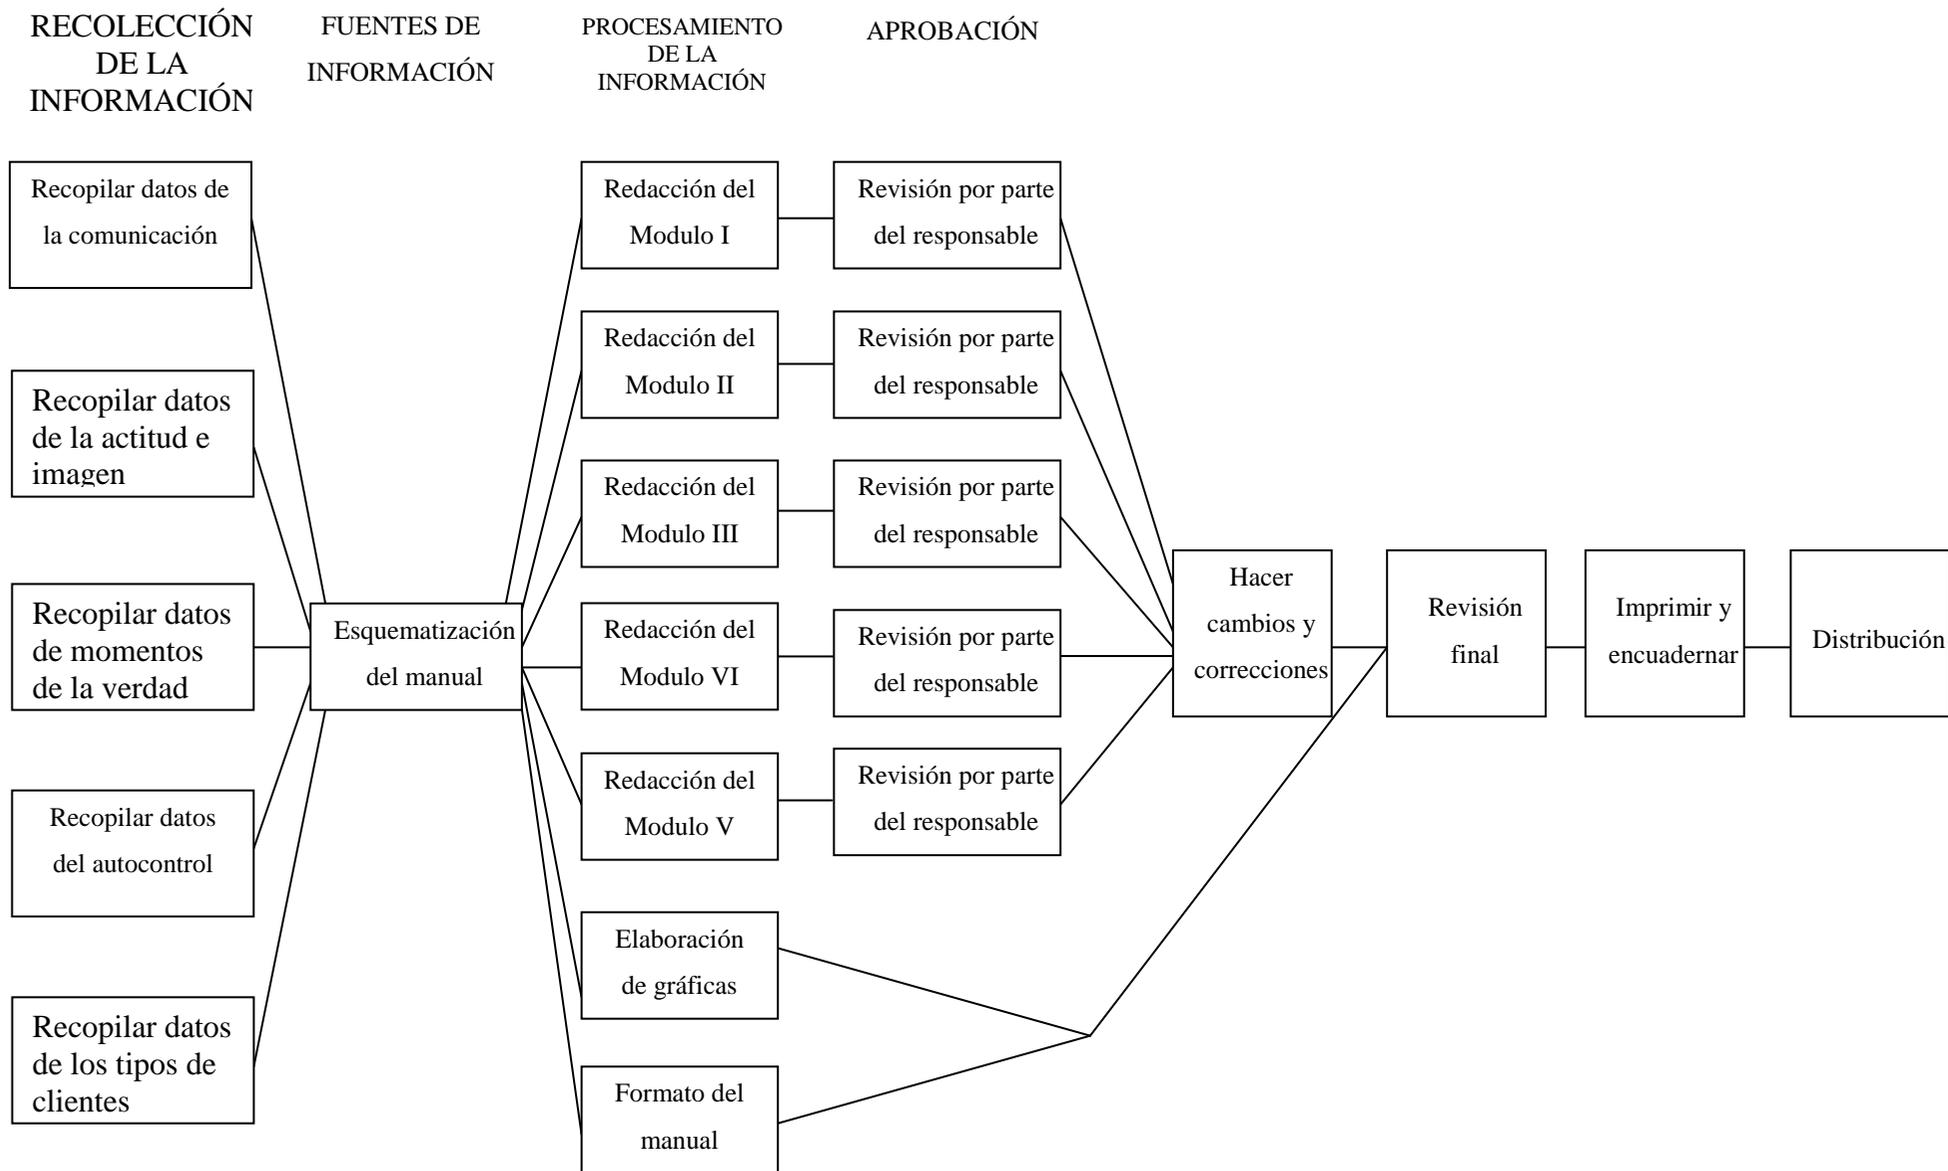 RECOLECCIÓN
DE LA
INFORMACIÓN
FUENTES DE
INFORMACIÓN
PROCESAMIENTO
DE LA
INFORMACIÓN
APROBACIÓN
Recopilar datos de
la comunicación
Recopilar datos
de la actitud e
imagen
Recopilar datos
de momentos
de la verdad
Recopilar datos
del autocontrol
Recopilar datos
de los tipos de
clientes
Esquematización
del manual
Redacción del
Modulo I
Redacción del
Modulo II
Redacción del
Modulo III
Redacción del
Modulo VI
Redacción del
Modulo V
Elaboración
de gráficas
Formato del
manual
Revisión por parte
del responsable
Revisión por parte
del responsable
Revisión por parte
del responsable
Revisión por parte
del responsable
Revisión por parte
del responsable
Hacer
cambios y
correcciones
Revisión
final
Imprimir y
encuadernar
Distribución